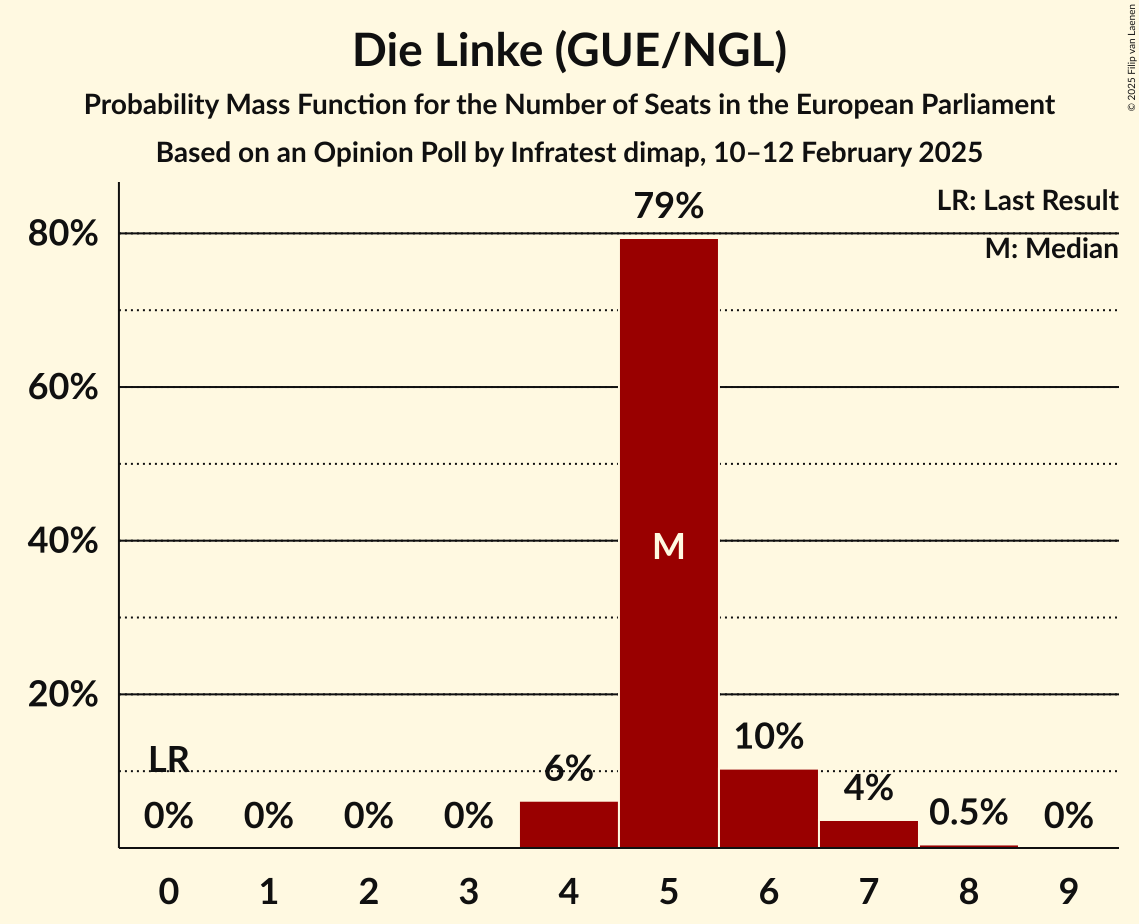 Die Linke (GUE/NGL)
Probability Mass Function for the Number of Seats in the European Parliament
Based on an Opinion Poll by Infratest dimap, 10–12 February 2025
© 2025 Filip van Laenen
LR: Last Result
M: Median
80%
60%
40%
20%
79%
M
LR
0%
0%
0%
0%
6%
10%
4%
0.5%
0%
0 1 2 3 4 5 6 7 8 9